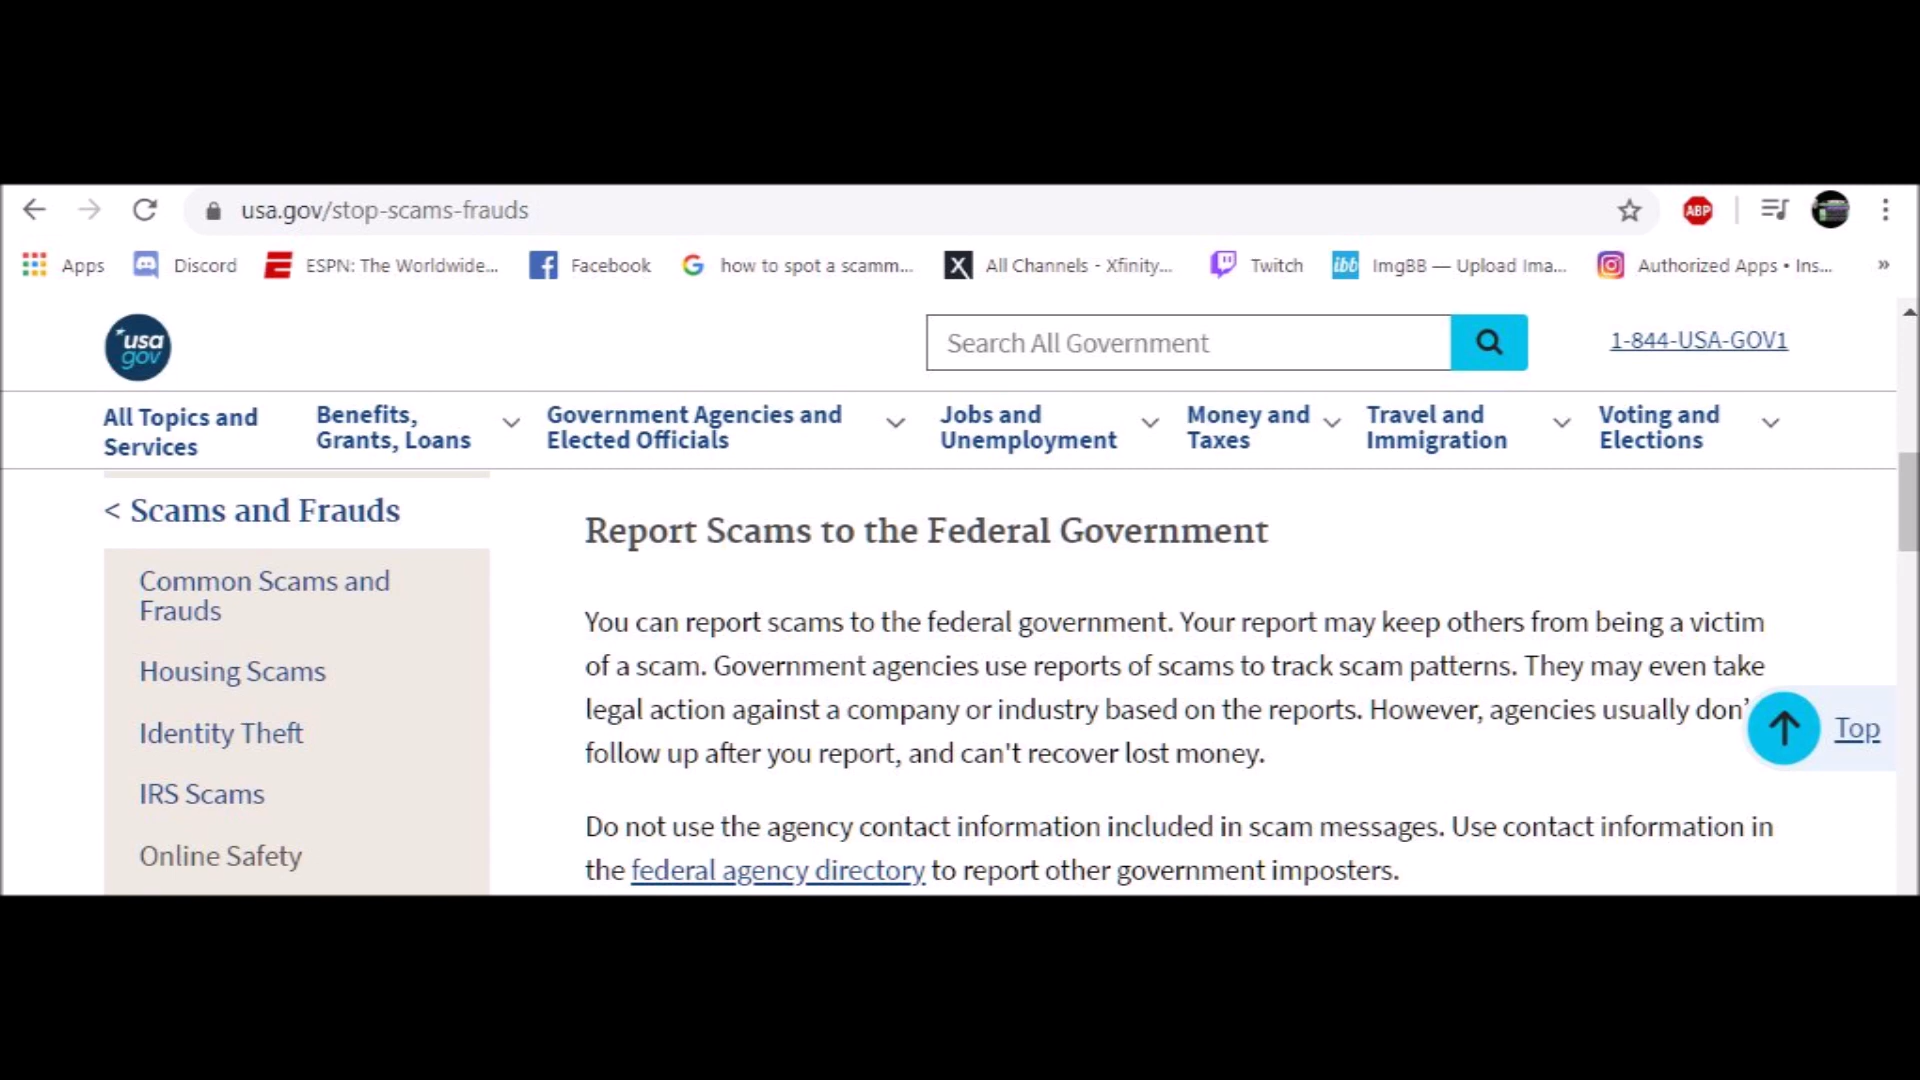 usa.gov/stop-scams-frauds
ABP
Apps
Discord
ESPN: The Worldwide...
Facebook
how to spot a scamm...
All Channels - Xfinity...
Twitch
ibb
ImgBB — Upload Ima...
Authorized Apps • Ins...
»
usa
gov
Search All Government
1-844-USA-GOV1
All Topics and
Services
Benefits,
Grants, Loans
Government Agencies and
Elected Officials
Jobs and
Unemployment
Money and
Taxes
Travel and
Immigration
Voting and
Elections
< Scams and Frauds
Common Scams and
Frauds
Housing Scams
Identity Theft
IRS Scams
Online Safety
Report Scams to the Federal Government
You can report scams to the federal government. Your report may keep others from being a victim
of a scam. Government agencies use reports of scams to track scam patterns. They may even take
legal action against a company or industry based on the reports. However, agencies usually don'
follow up after you report, and can't recover lost money.
Do not use the agency contact information included in scam messages. Use contact information in
the federal agency directory to report other government imposters.
Top